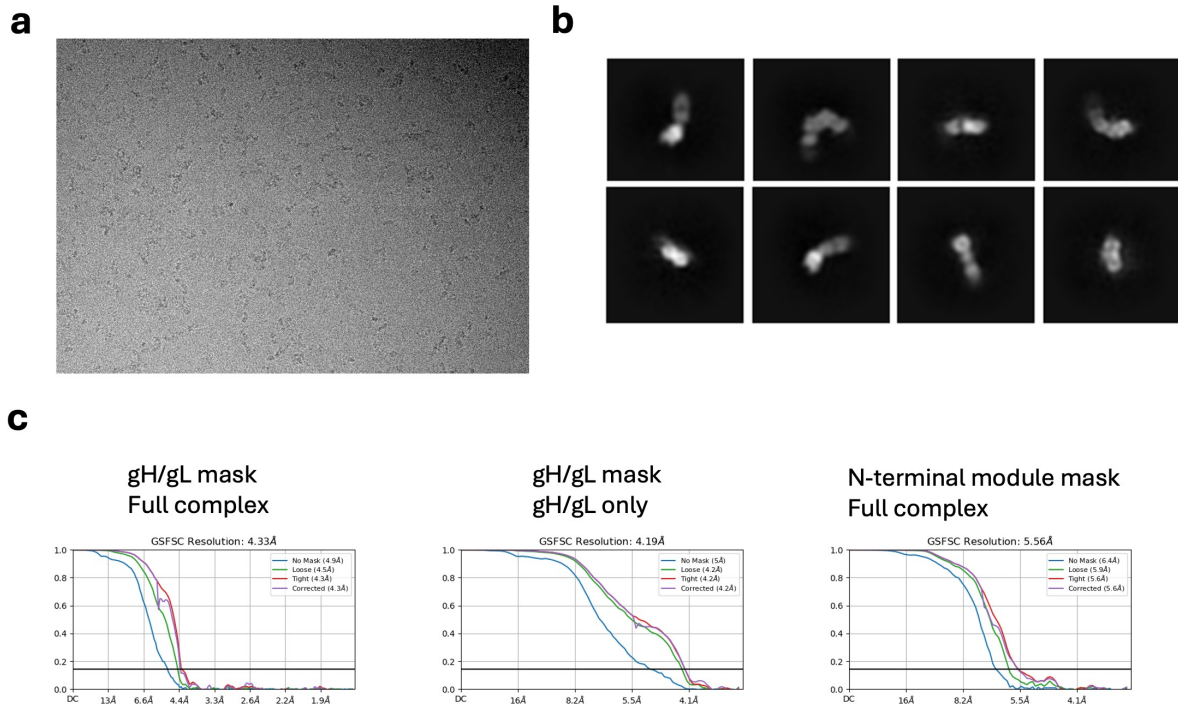 a
b
c
gH/gL mask
Full complex
GSFSC Resolution: 4.33Å
No Mask (4.9Å)
Loose (4.5Å)
Tight (4.3Å)
Corrected (4.3Å)
1.0
0.8
0.6
0.4
0.2
0.0
DC 13Å 6.6Å 4.4Å 3.3Å 2.6Å 2.2Å 1.9Å
gH/gL mask
gH/gL only
GSFSC Resolution: 4.19Å
No Mask (5Å)
Loose (4.2Å)
Tight (4.2Å)
Corrected (4.2Å)
1.0
0.8
0.6
0.4
0.2
0.0
DC 16Å 8.2Å 5.5Å 4.1Å
N-terminal module mask
Full complex
GSFSC Resolution: 5.56Å
No Mask (6.4Å)
Loose (5.9Å)
Tight (5.6Å)
Corrected (5.6Å)
1.0
0.8
0.6
0.4
0.2
0.0
DC 16Å 8.2Å 5.5Å 4.1Å